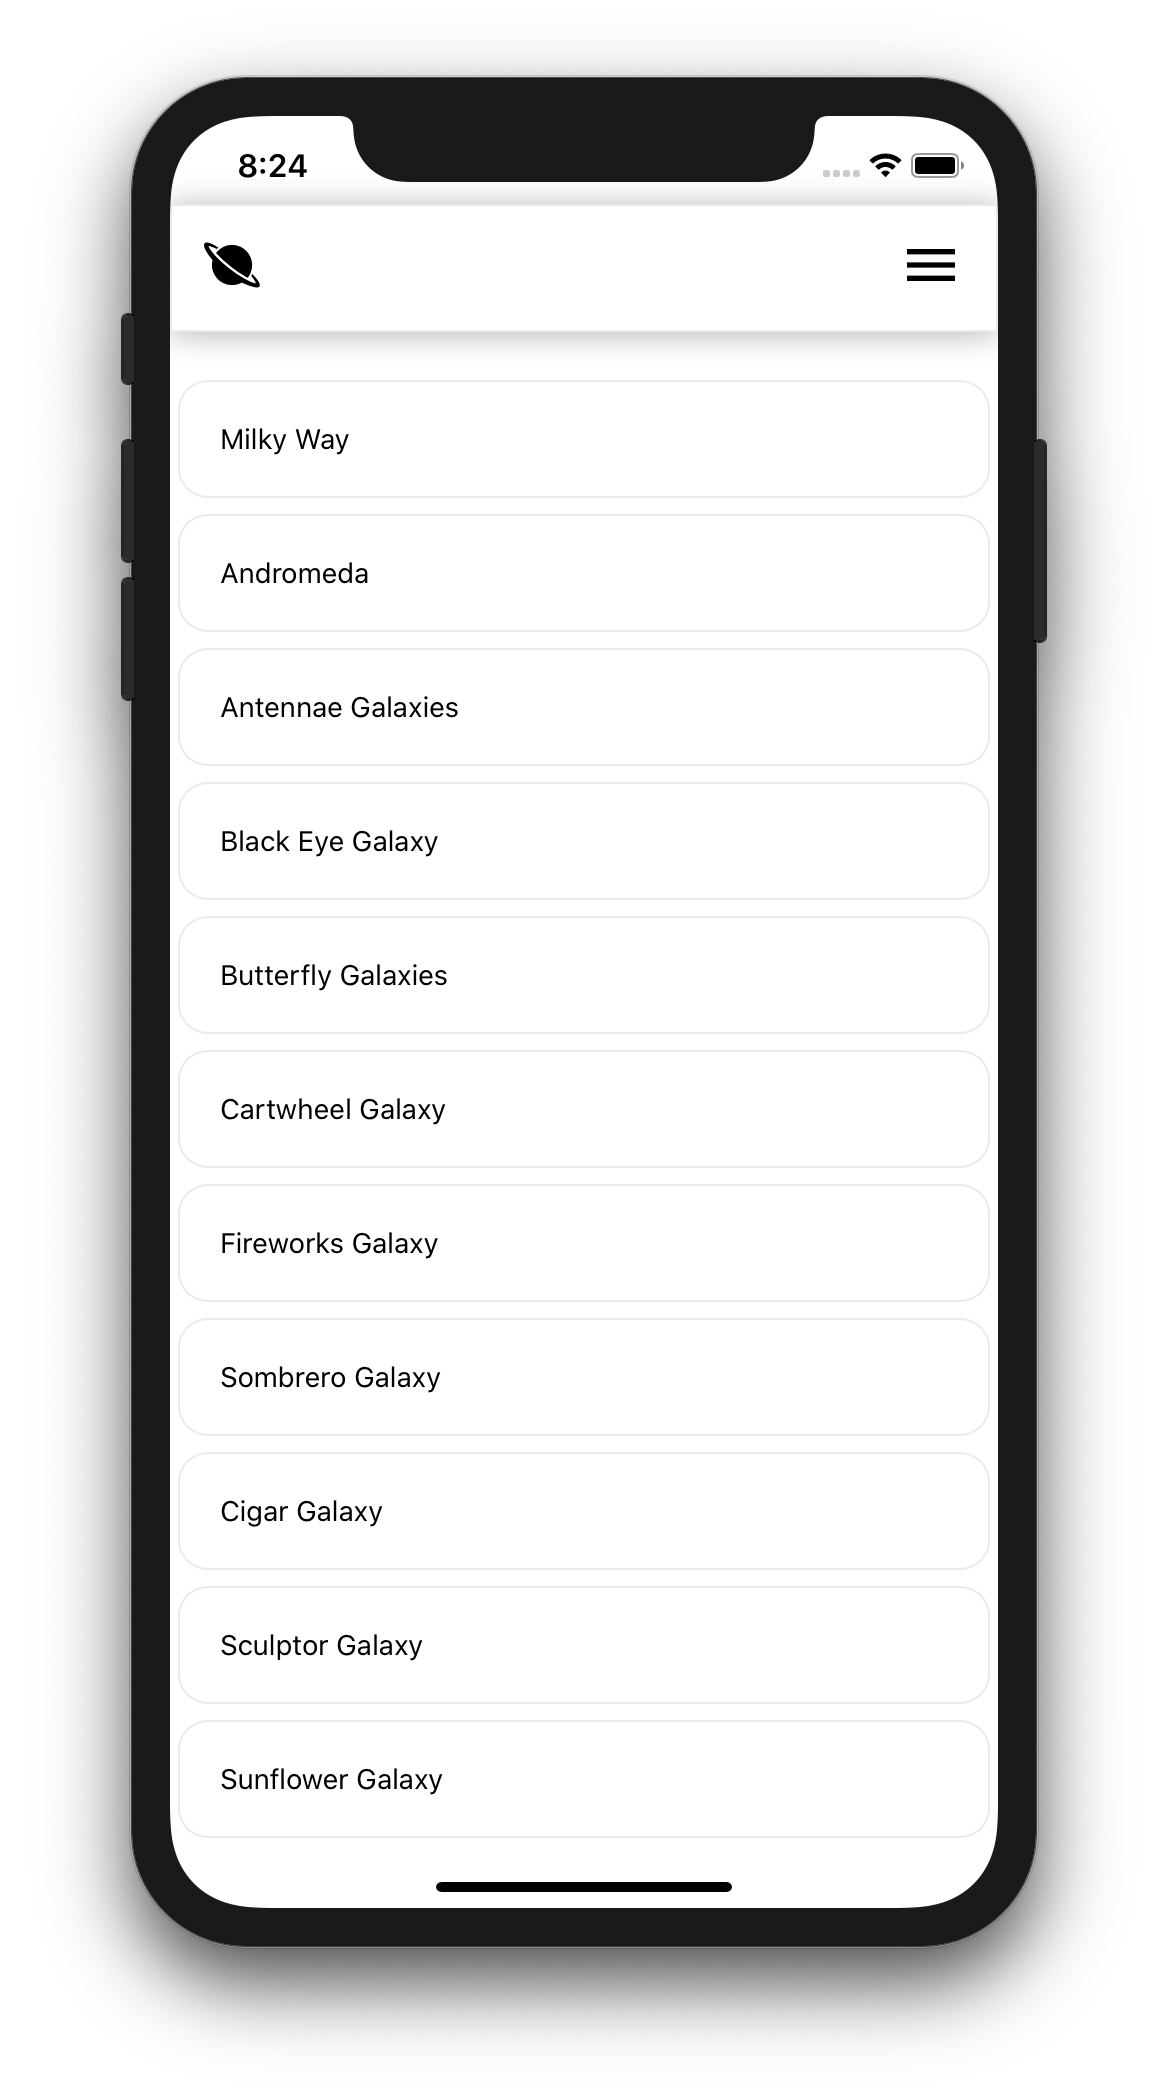 8:24
Milky Way
Andromeda
Antennae Galaxies
Black Eye Galaxy
Butterfly Galaxies
Cartwheel Galaxy
Fireworks Galaxy
Sombrero Galaxy
Cigar Galaxy
Sculptor Galaxy
Sunflower Galaxy